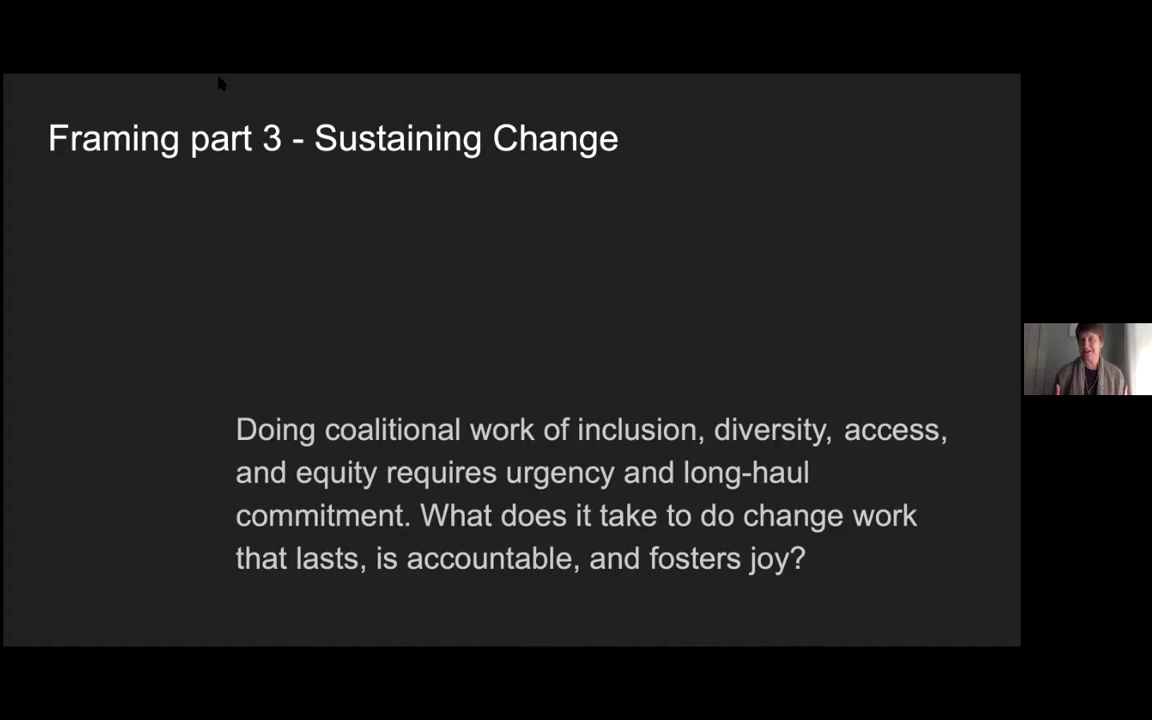 Framing part 3 - Sustaining Change
Doing coalitional work of inclusion, diversity, access,
and equity requires urgency and long-haul
commitment. What does it take to do change work
that lasts, is accountable, and fosters joy?